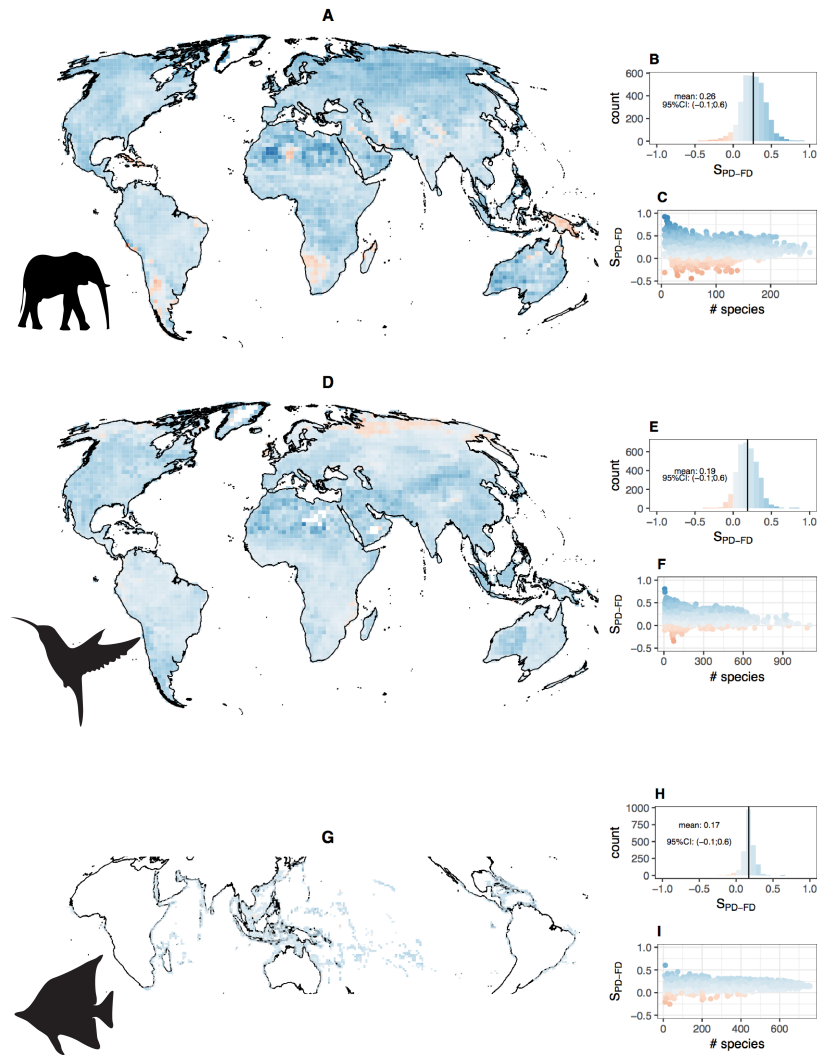 A
B
600
400
200
0
count
mean: 0.26
95%CI: (−0.1;0.6)
−1.0 −0.5 0.0 0.5 1.0
SPD−FD
C
1.0
0.5
0.0
−0.5
SPD−FD
0 100 200
# species
D
E
600
400
200
0
count
mean: 0.19
95%CI: (−0.1;0.6)
−1.0 −0.5 0.0 0.5 1.0
SPD−FD
F
1.0
0.5
0.0
−0.5
SPD−FD
0 300 600 900
# species
G
H
1000
750
500
250
0
count
mean: 0.17
95%CI: (−0.1;0.6)
−1.0 −0.5 0.0 0.5 1.0
SPD−FD
I
1.0
0.5
0.0
−0.5
SPD−FD
0 200 400 600
# species